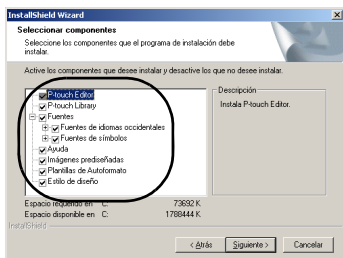 InstallShield Wizard
Seleccionar componentes
Seleccione los componentes que el programa de instalación debe
instalar.
Active los componentes que desee instalar y desactive los que no desee instalar.
P-touch Editor
P-touch Library
Fuentes
Fuentes de idiomas occidentales
Fuentes de símbolos
Ayuda
Imágenes prediseñadas
Plantillas de Autoformato
Estilo de diseño
Descripción
Instala P-touch Editor.
Espacio requerido en C: 73692 K
Espacio disponible en C: 1788444 K
InstallShield
< Atrás Siguiente > Cancelar